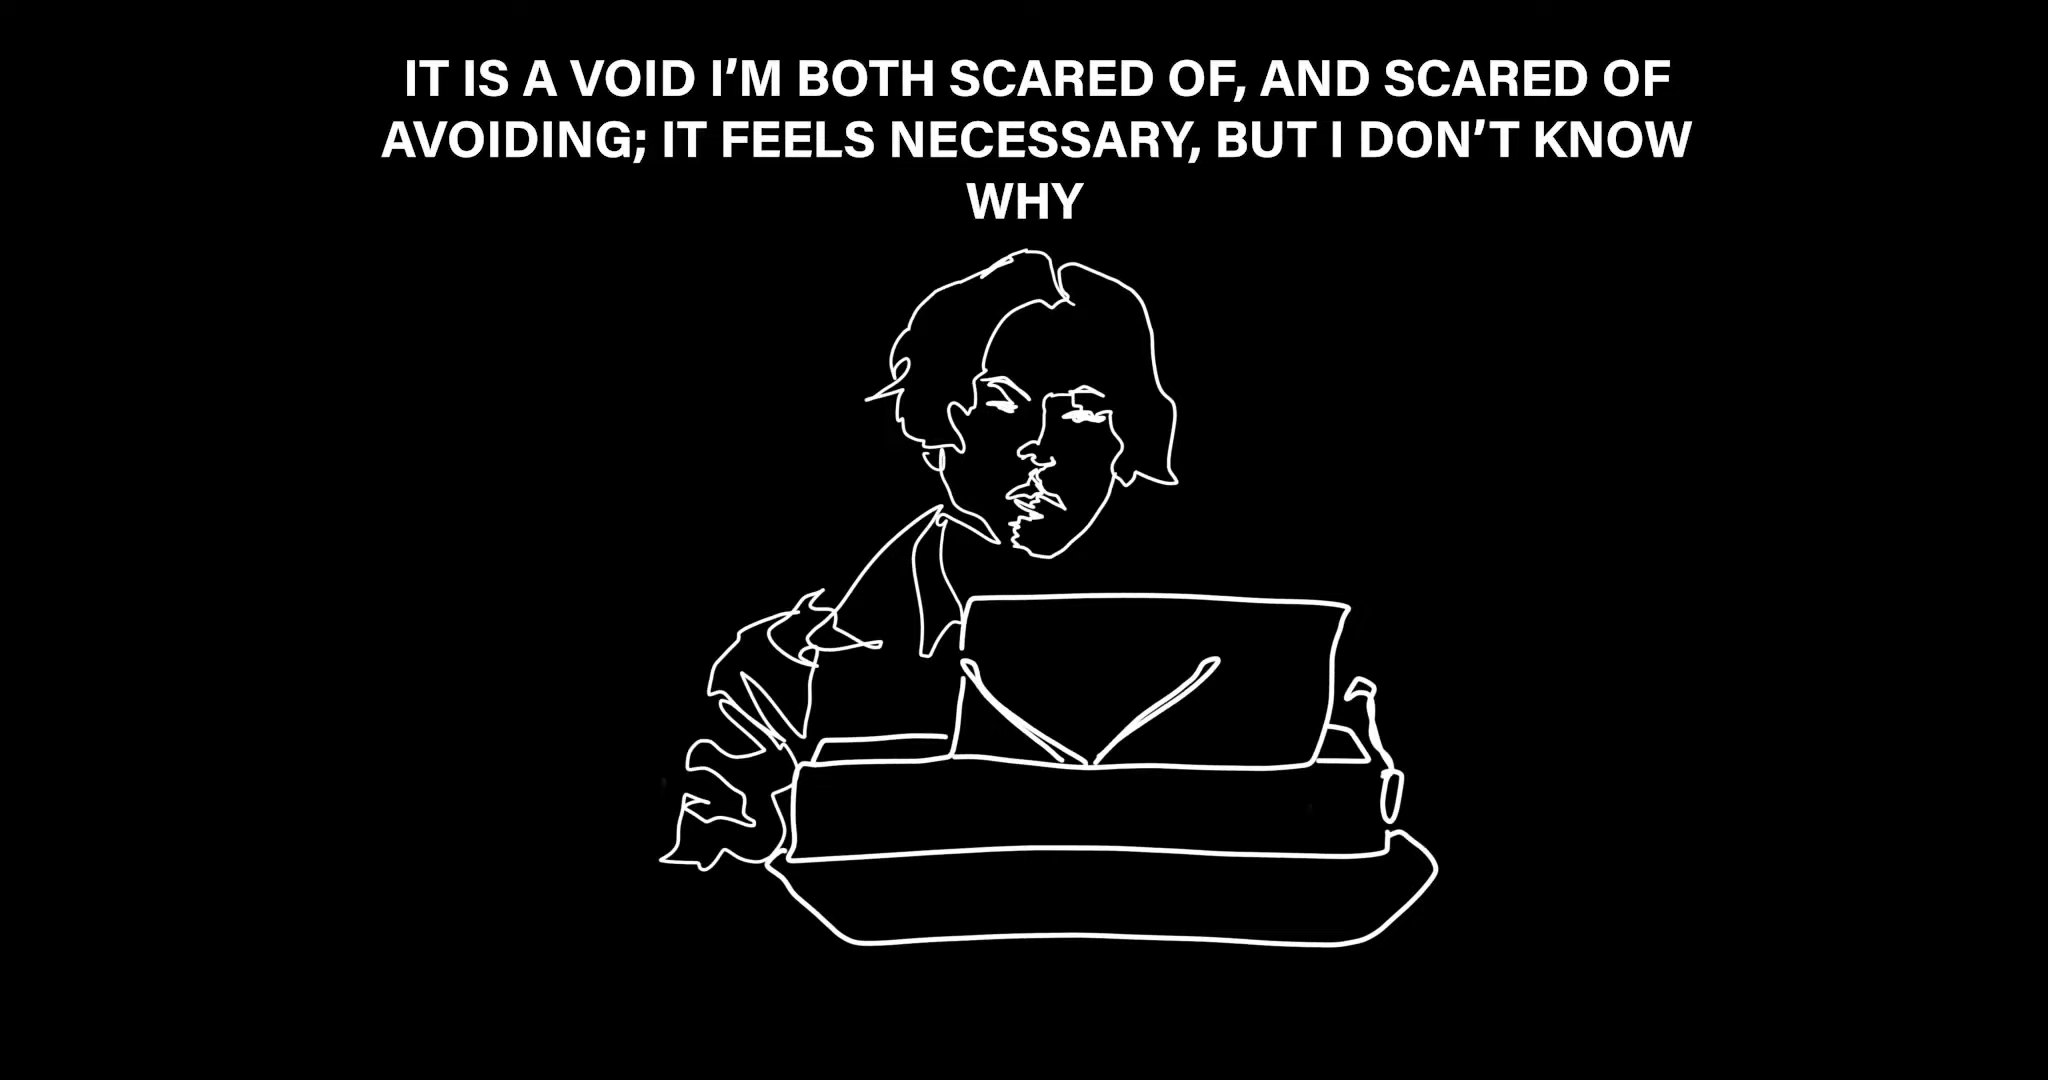 IT IS A VOID I’M BOTH SCARED OF, AND SCARED OF
AVOIDING; IT FEELS NECESSARY, BUT I DON’T KNOW
WHY